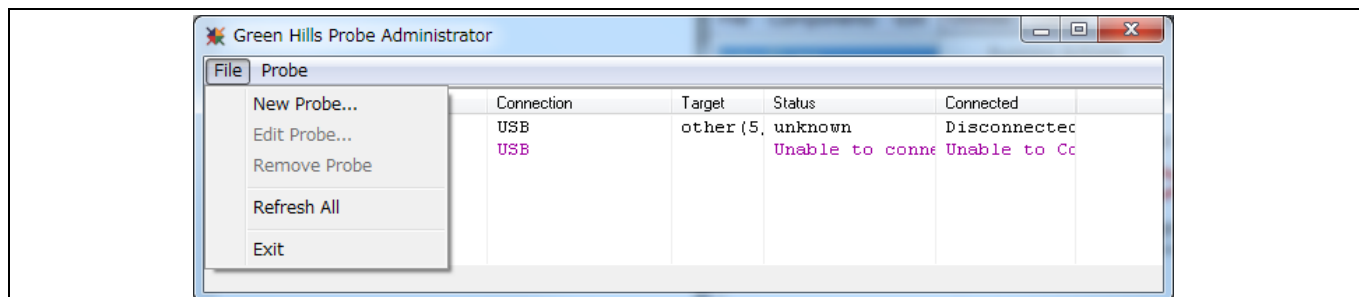 Green Hills Probe Administrator
File Probe
New Probe...
Edit Probe...
Remove Probe
Refresh All
Exit
Connection Target Status Connected
USB other (5, unknown Disconnected
USB Unable to conne Unable to Co